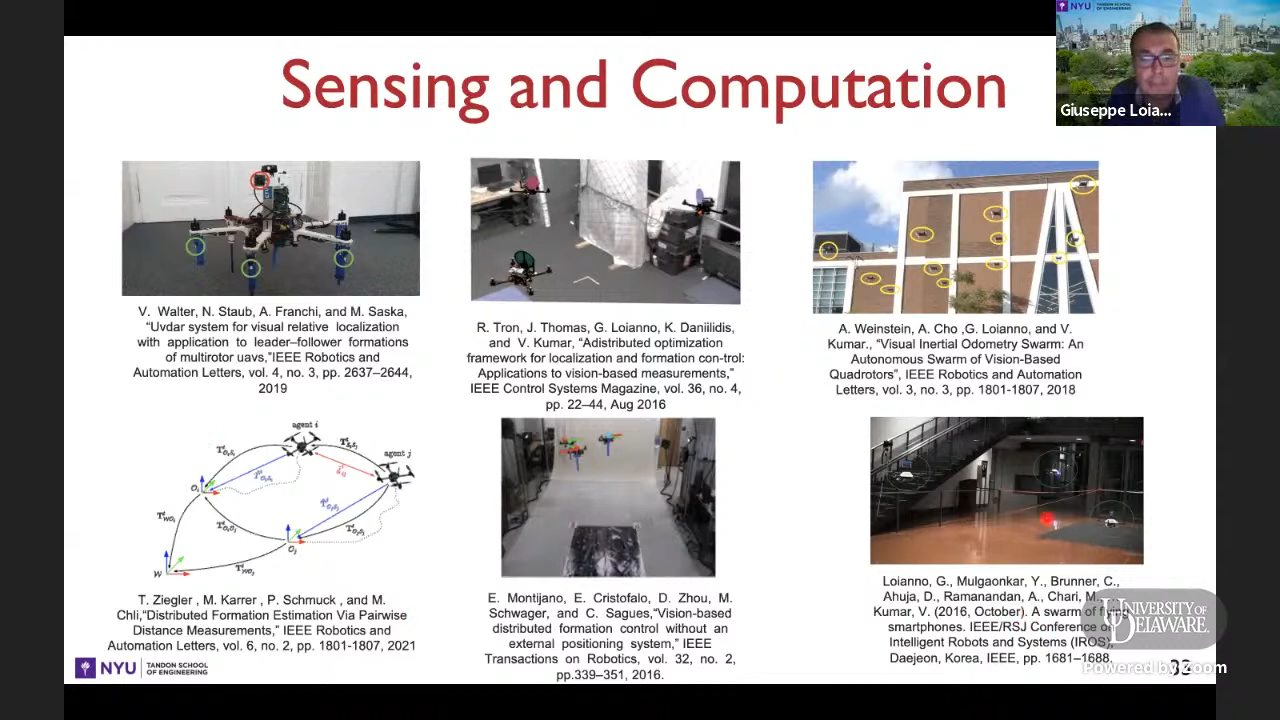 Sensing and Computation
NYU
TANDON SCHOOL
OF ENGINEERING
Giuseppe Loia...
V. Walter, N. Staub, A. Franchi, and M. Saska,
“Uvdar system for visual relative localization
with application to leader–follower formations
of multirotor uavs,”IEEE Robotics and
Automation Letters, vol. 4, no. 3, pp. 2637–2644,
2019
R. Tron, J. Thomas, G. Loianno, K. Daniilidis,
and V. Kumar, “Adistributed optimization
framework for localization and formation con-trol:
Applications to vision-based measurements,”
IEEE Control Systems Magazine, vol. 36, no. 4,
pp. 22–44, Aug 2016
A. Weinstein, A. Cho ,G. Loianno, and V.
Kumar., “Visual Inertial Odometry Swarm: An
Autonomous Swarm of Vision-Based
Quadrotors”, IEEE Robotics and Automation
Letters, vol. 3, no. 3, pp. 1801-1807, 2018
agent i
agent j
W
T. Ziegler , M. Karrer , P. Schmuck , and M.
Chli,“Distributed Formation Estimation Via Pairwise
Distance Measurements,” IEEE Robotics and
Automation Letters, vol. 6, no. 2, pp. 1801-1807, 2021
E. Montijano, E. Cristofalo, D. Zhou, M.
Schwager, and C. Sagues,“Vision-based
distributed formation control without an
external positioning system,” IEEE
Transactions on Robotics, vol. 32, no. 2,
pp.339–351, 2016.
Loianno, G., Mulgaonkar, Y., Brunner, C.,
Ahuja, D., Ramanandan, A., Chari, M.,
Kumar, V. (2016, October). A swarm of flying
smartphones. IEEE/RSJ Conference on
Intelligent Robots and Systems (IROS),
Daejeon, Korea, IEEE, pp. 1681–1688.
UNIVERSITY OF
DELAWARE.
Powered by Zoom
NYU
TANDON SCHOOL
OF ENGINEERING